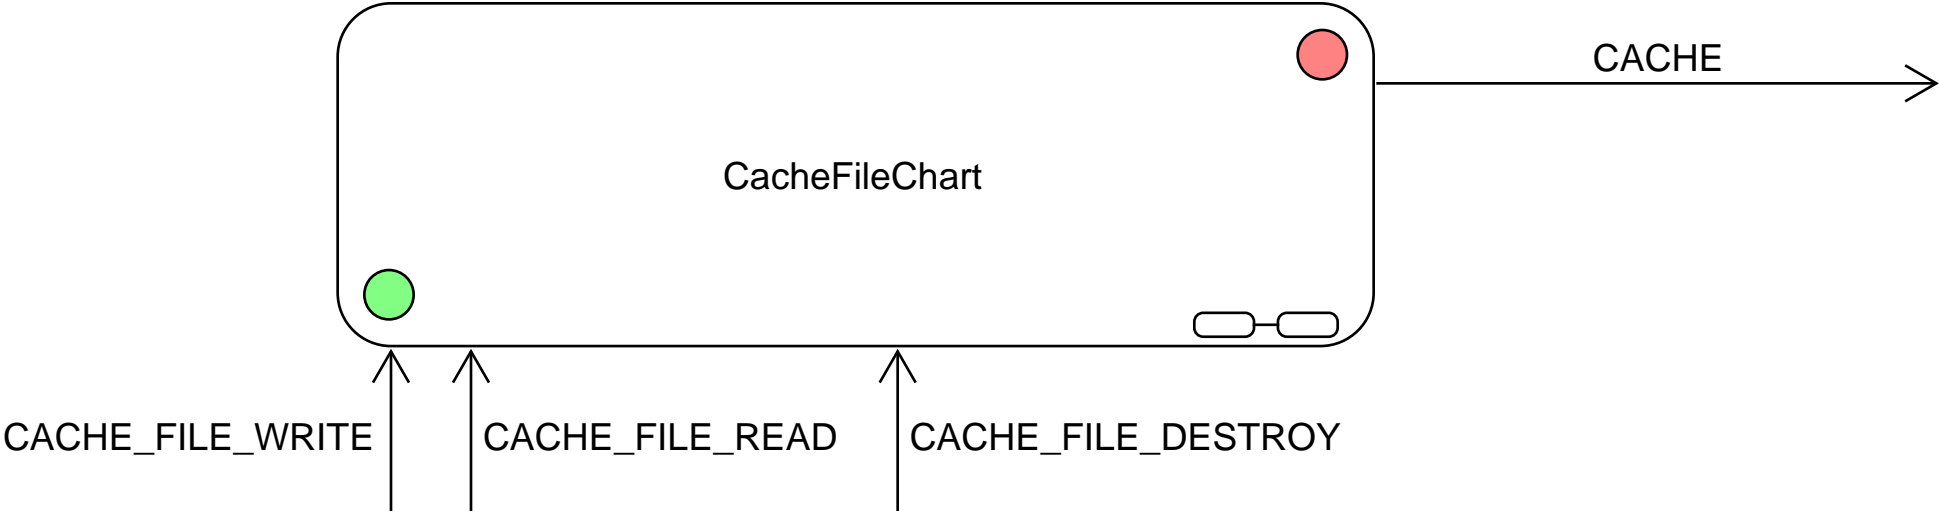 CACHE
CacheFileChart
CACHE_FILE_WRITE
CACHE_FILE_READ
CACHE_FILE_DESTROY